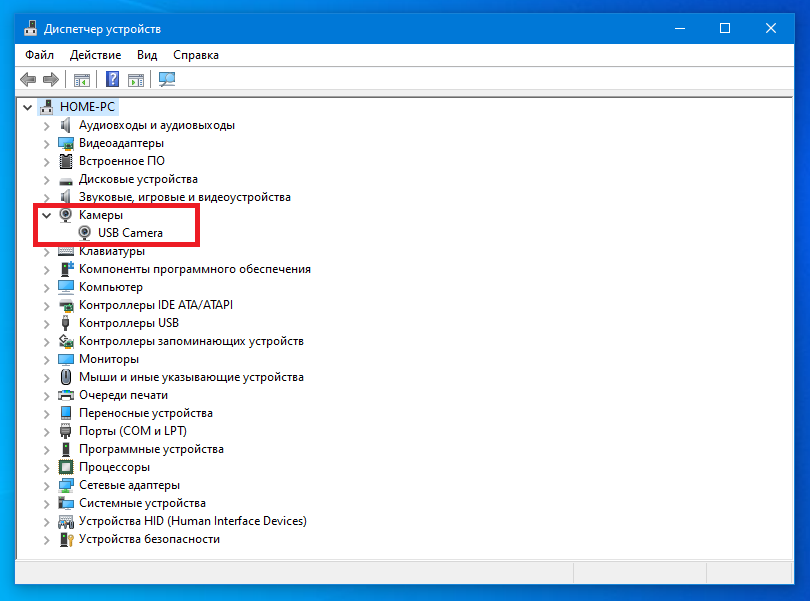 Диспетчер устройств
Файл Действие Вид Справка
HOME-PC
Аудиовходы и аудиовыходы
Видеоадаптеры
Встроенное ПО
Дисковые устройства
Звуковые, игровые и видеоустройства
Камеры
USB Camera
Клавиатуры
Компоненты программного обеспечения
Компьютер
Контроллеры IDE ATA/ATAPI
Контроллеры USB
Контроллеры запоминающих устройств
Мониторы
Мыши и иные указывающие устройства
Очереди печати
Переносные устройства
Порты (COM и LPT)
Программные устройства
Процессоры
Сетевые адаптеры
Системные устройства
Устройства HID (Human Interface Devices)
Устройства безопасности